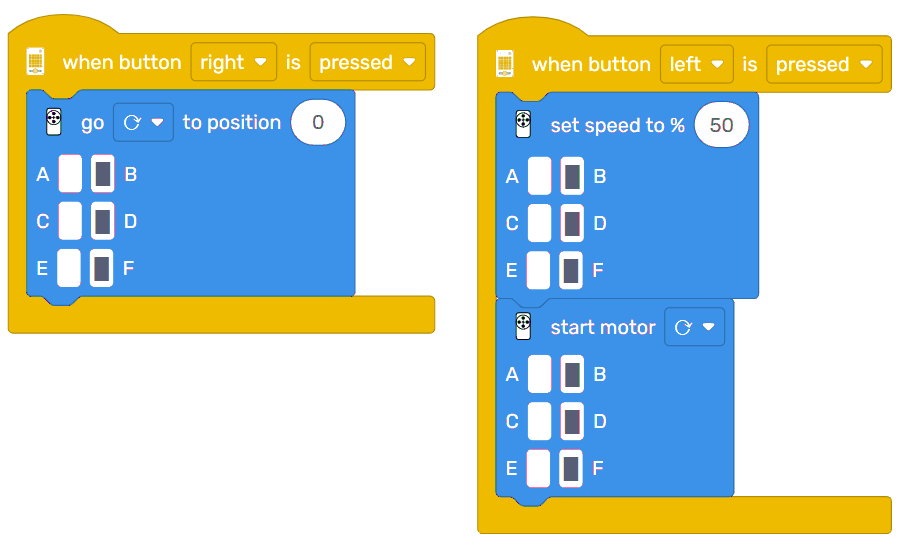 when button right is pressed
go to position 0
A B
C D
E F
when button left is pressed
set speed to % 50
A B
C D
E F
start motor
A B
C D
E F